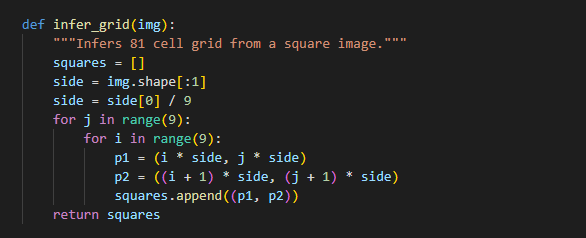 def infer_grid(img):
    """Infers 81 cell grid from a square image."""
    squares = []
    side = img.shape[:1]
    side = side[0] / 9
    for j in range(9):
        for i in range(9):
            p1 = (i * side, j * side)
            p2 = ((i + 1) * side, (j + 1) * side)
            squares.append((p1, p2))
    return squares